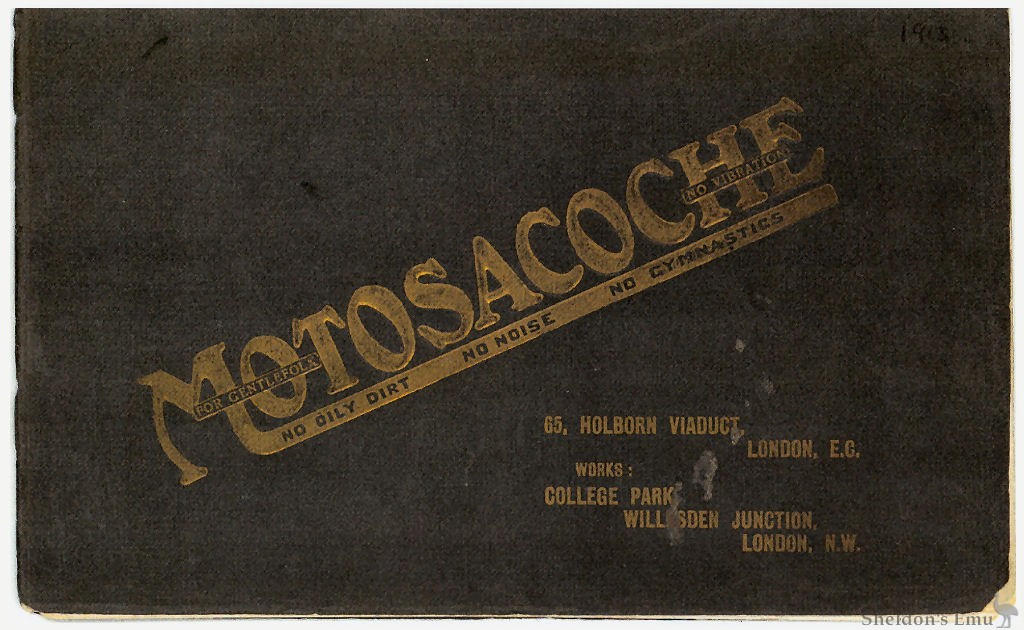 MOTOSACOCHE
FOR GENTLEFOLK
NO VIBRATION
NO OILY DIRT NO NOISE NO GYMNASTICS
65, HOLBORN VIADUCT,
LONDON, E.C.
WORKS:
COLLEGE PARK,
WILLESDEN JUNCTION,
LONDON, N.W.
Sheldon's Emu